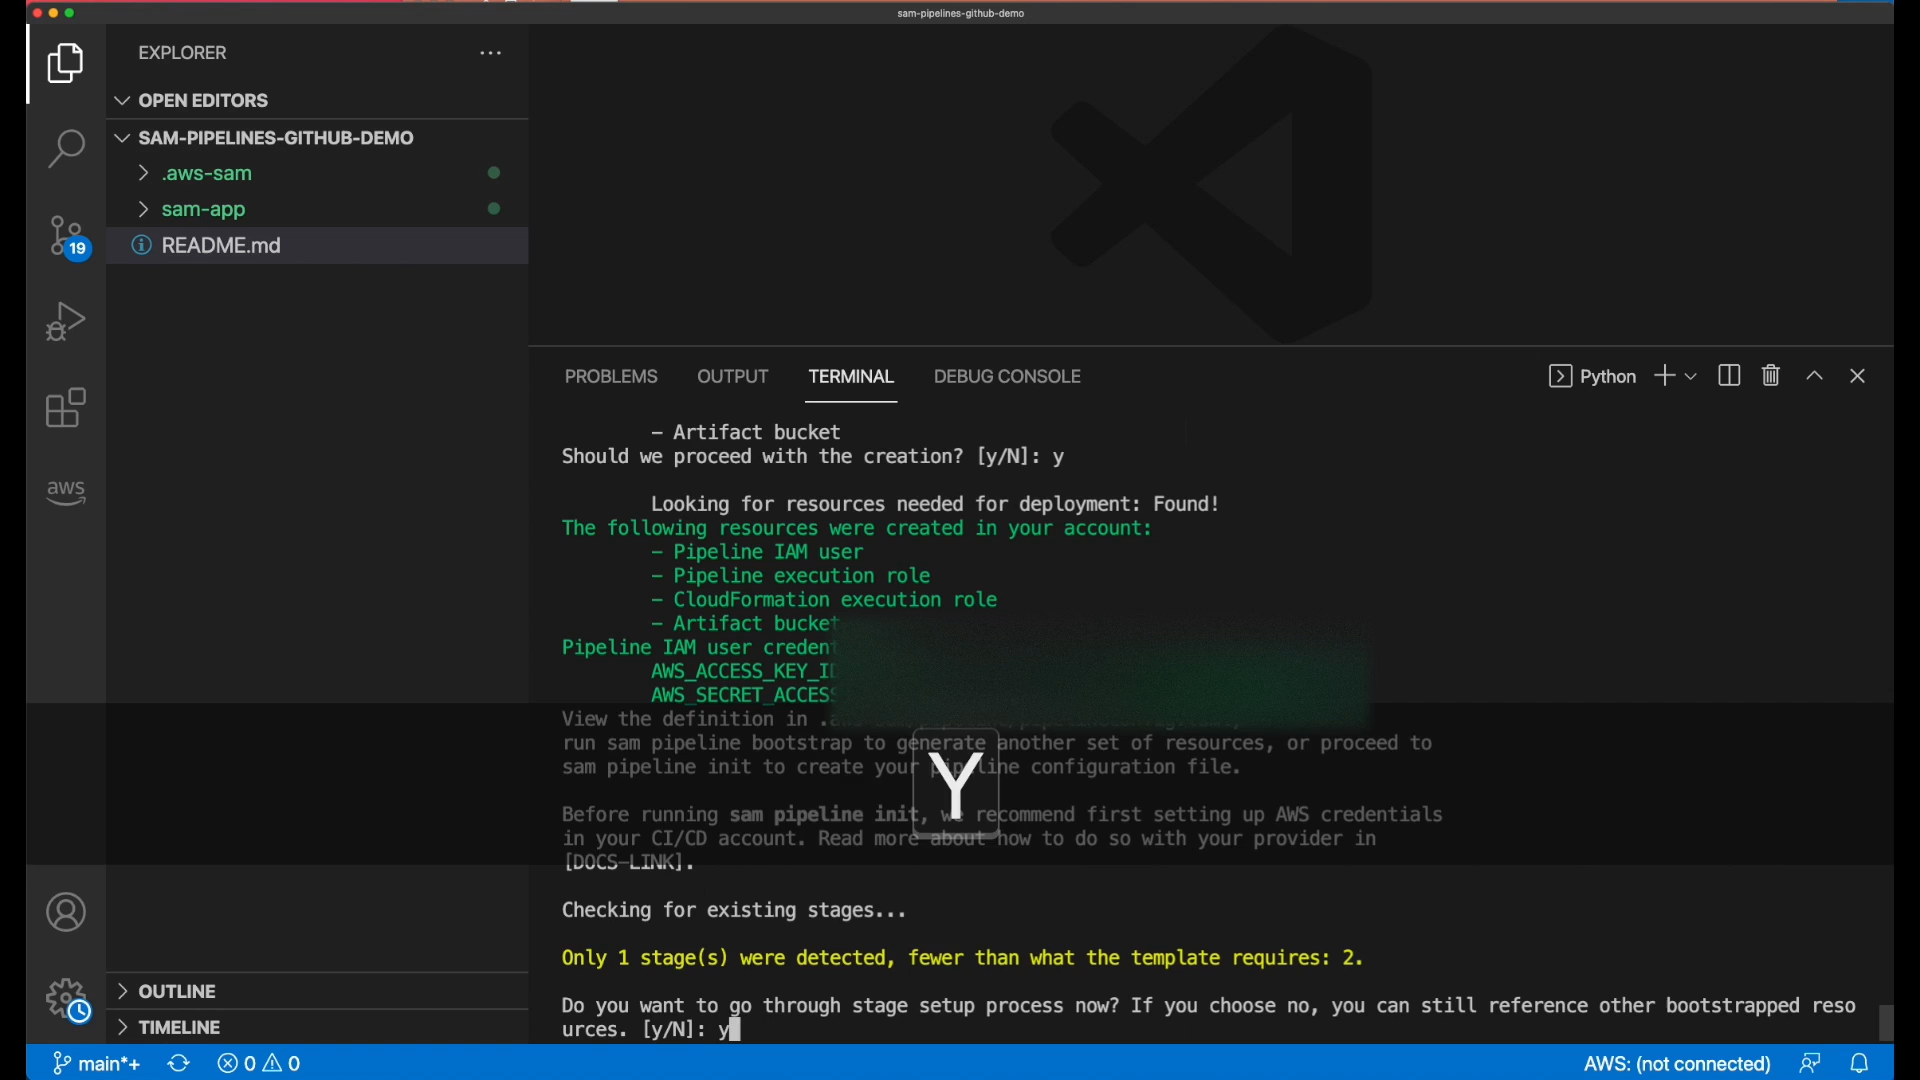 sam-pipelines-github-demo
EXPLORER
OPEN EDITORS
SAM-PIPELINES-GITHUB-DEMO
.aws-sam
sam-app
README.md
19
aws
OUTLINE
TIMELINE
PROBLEMS OUTPUT TERMINAL DEBUG CONSOLE
Python
– Artifact bucket
Should we proceed with the creation? [y/N]: y
Looking for resources needed for deployment: Found!
The following resources were created in your account:
– Pipeline IAM user
– Pipeline execution role
– CloudFormation execution role
– Artifact bucket
Pipeline IAM user credent
AWS_ACCESS_KEY_ID
AWS_SECRET_ACCESS
View the definition in
run sam pipeline bootstrap to generate another set of resources, or proceed to
sam pipeline init to create your pipeline configuration file.
Y
Before running sam pipeline init, we recommend first setting up AWS credentials
in your CI/CD account. Read more about how to do so with your provider in
[DOCS-LINK].
Checking for existing stages...
Only 1 stage(s) were detected, fewer than what the template requires: 2.
Do you want to go through stage setup process now? If you choose no, you can still reference other bootstrapped reso
urces. [y/N]: y
main*+
0
0
AWS: (not connected)